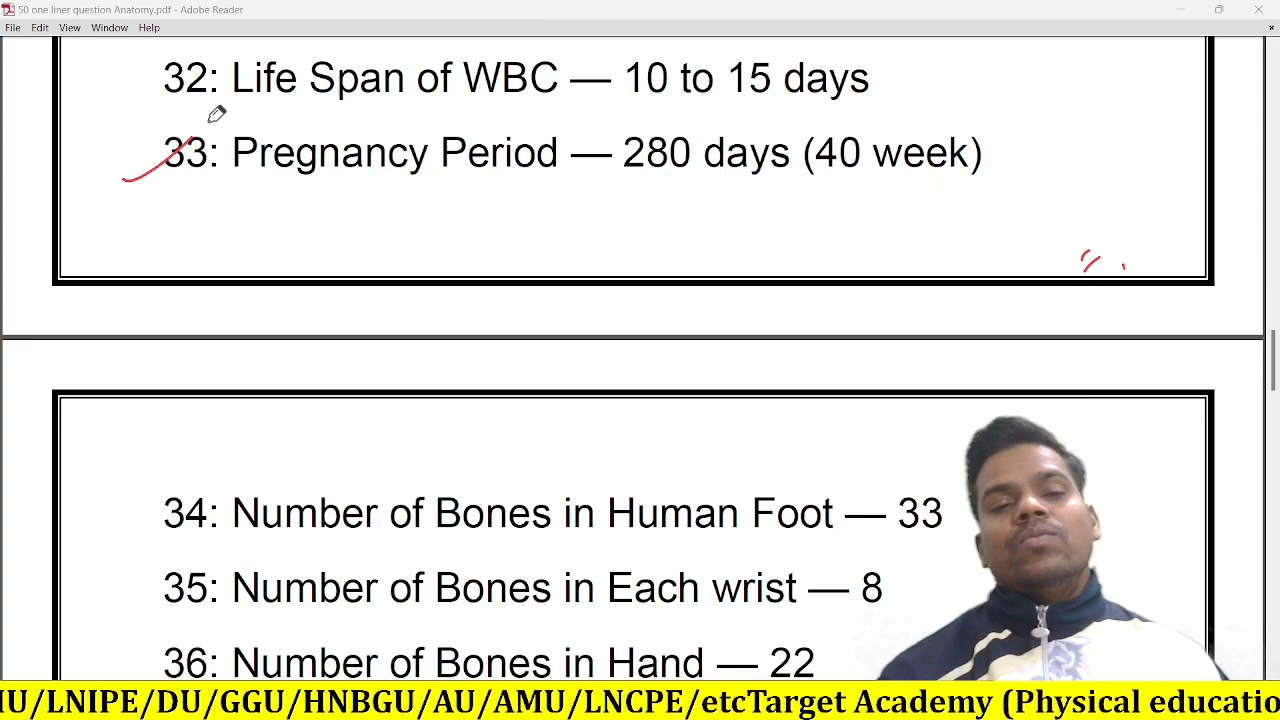 50 one liner question Anatomy.pdf - Adobe Reader
File Edit View Window Help
32: Life Span of WBC — 10 to 15 days
33: Pregnancy Period — 280 days (40 week)
34: Number of Bones in Human Foot — 33
35: Number of Bones in Each wrist — 8
36: Number of Bones in Hand — 22
/LNIPE/DU/GGU/HNBGU/AU/AMU/LNCPE/etcTarget Academy (Physical